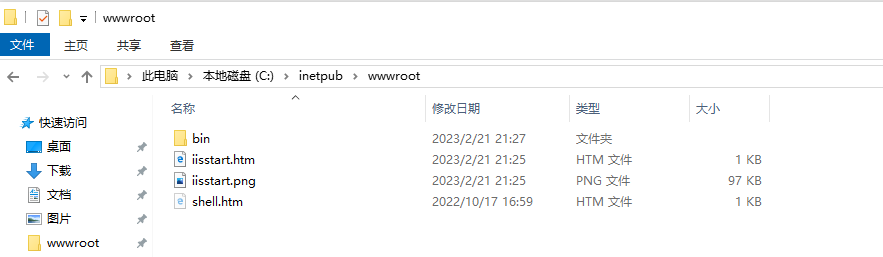 wwwroot
文件 主页 共享 查看
此电脑 本地磁盘 (C:) inetpub wwwroot
名称 修改日期 类型 大小
快速访问
桌面
下载
文档
图片
wwwroot
bin 2023/2/21 21:27 文件夹
iisstart.htm 2023/2/21 21:25 HTM 文件 1 KB
iisstart.png 2023/2/21 21:25 PNG 文件 97 KB
shell.htm 2022/10/17 16:59 HTM 文件 1 KB